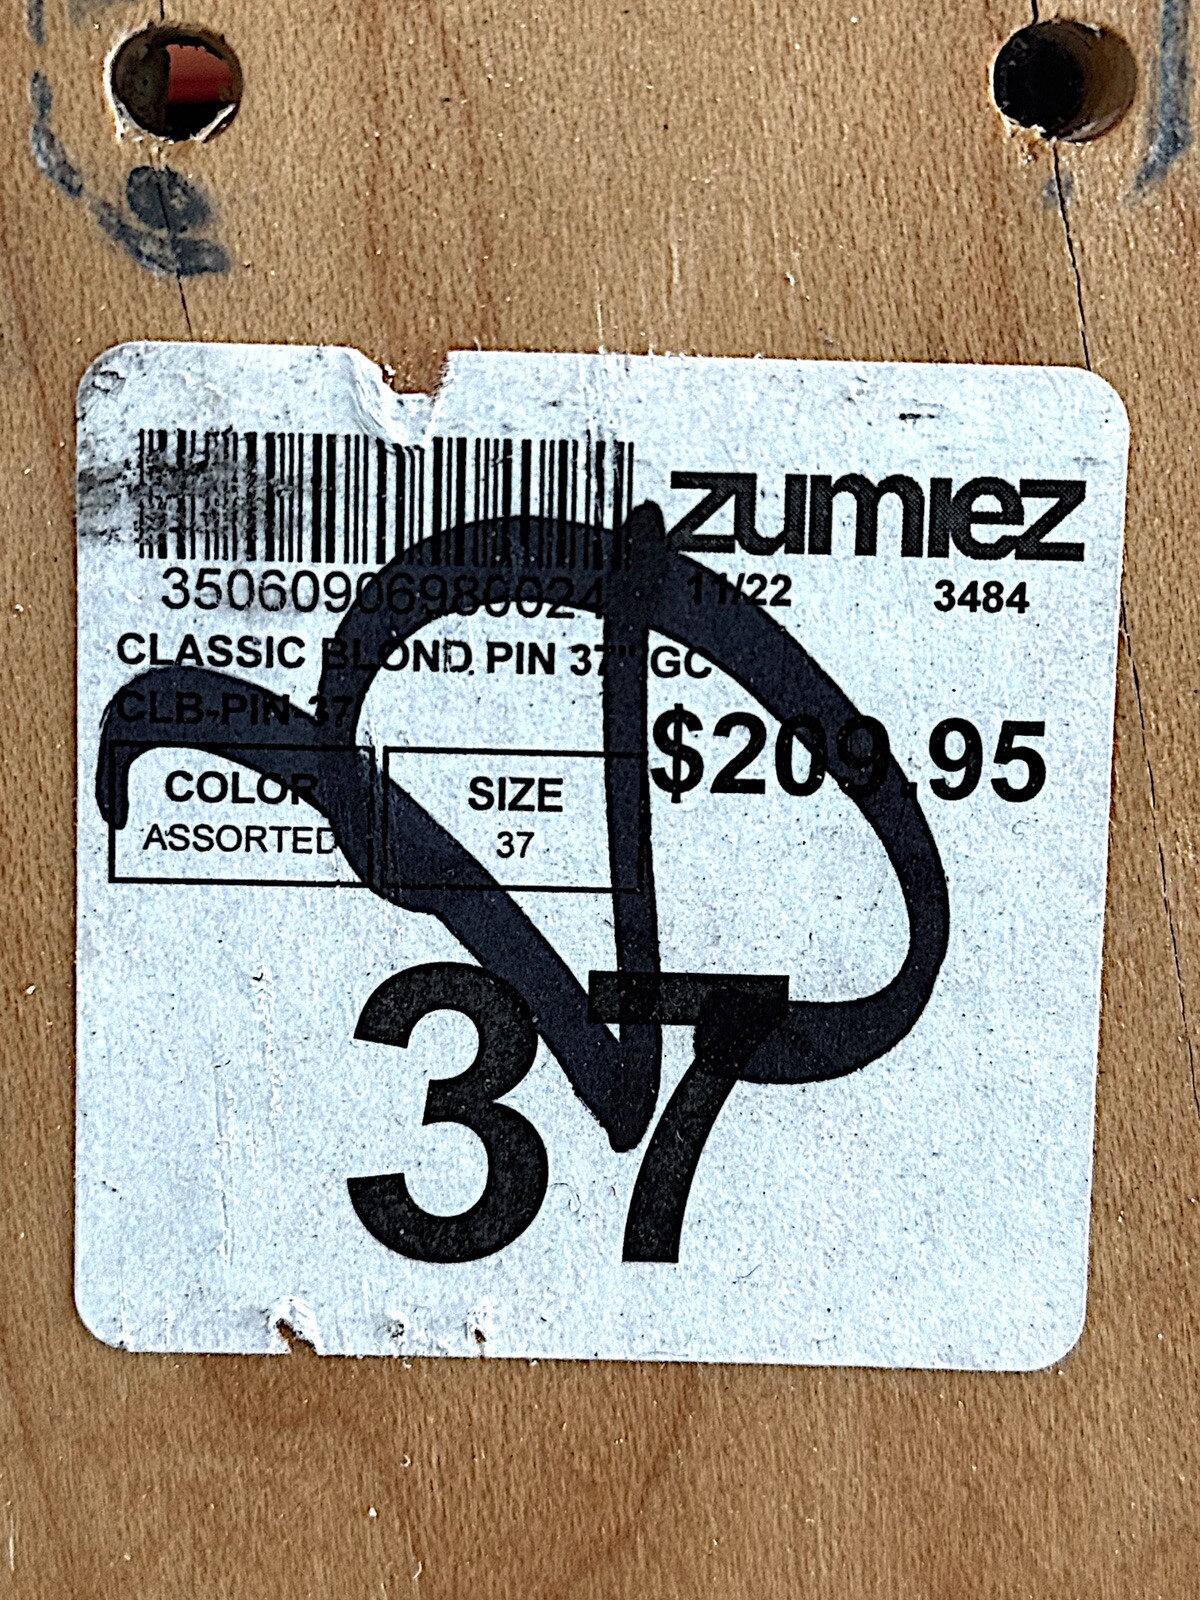 zumiez
35060906980024
11/22 3484
CLASSIC BLOND PIN 37" GC
CLB-PIN-37
$209.95
COLOR SIZE
ASSORTED 37
37